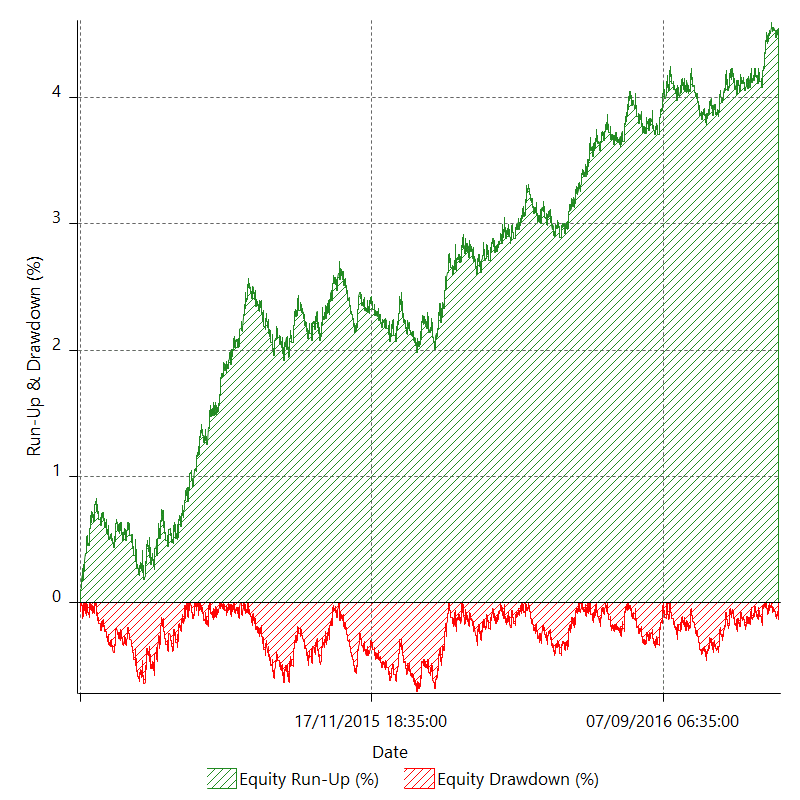 4
3
Run-Up & Drawdown (%)
2
1
0
17/11/2015 18:35:00
07/09/2016 06:35:00
Date
Equity Run-Up (%)
Equity Drawdown (%)